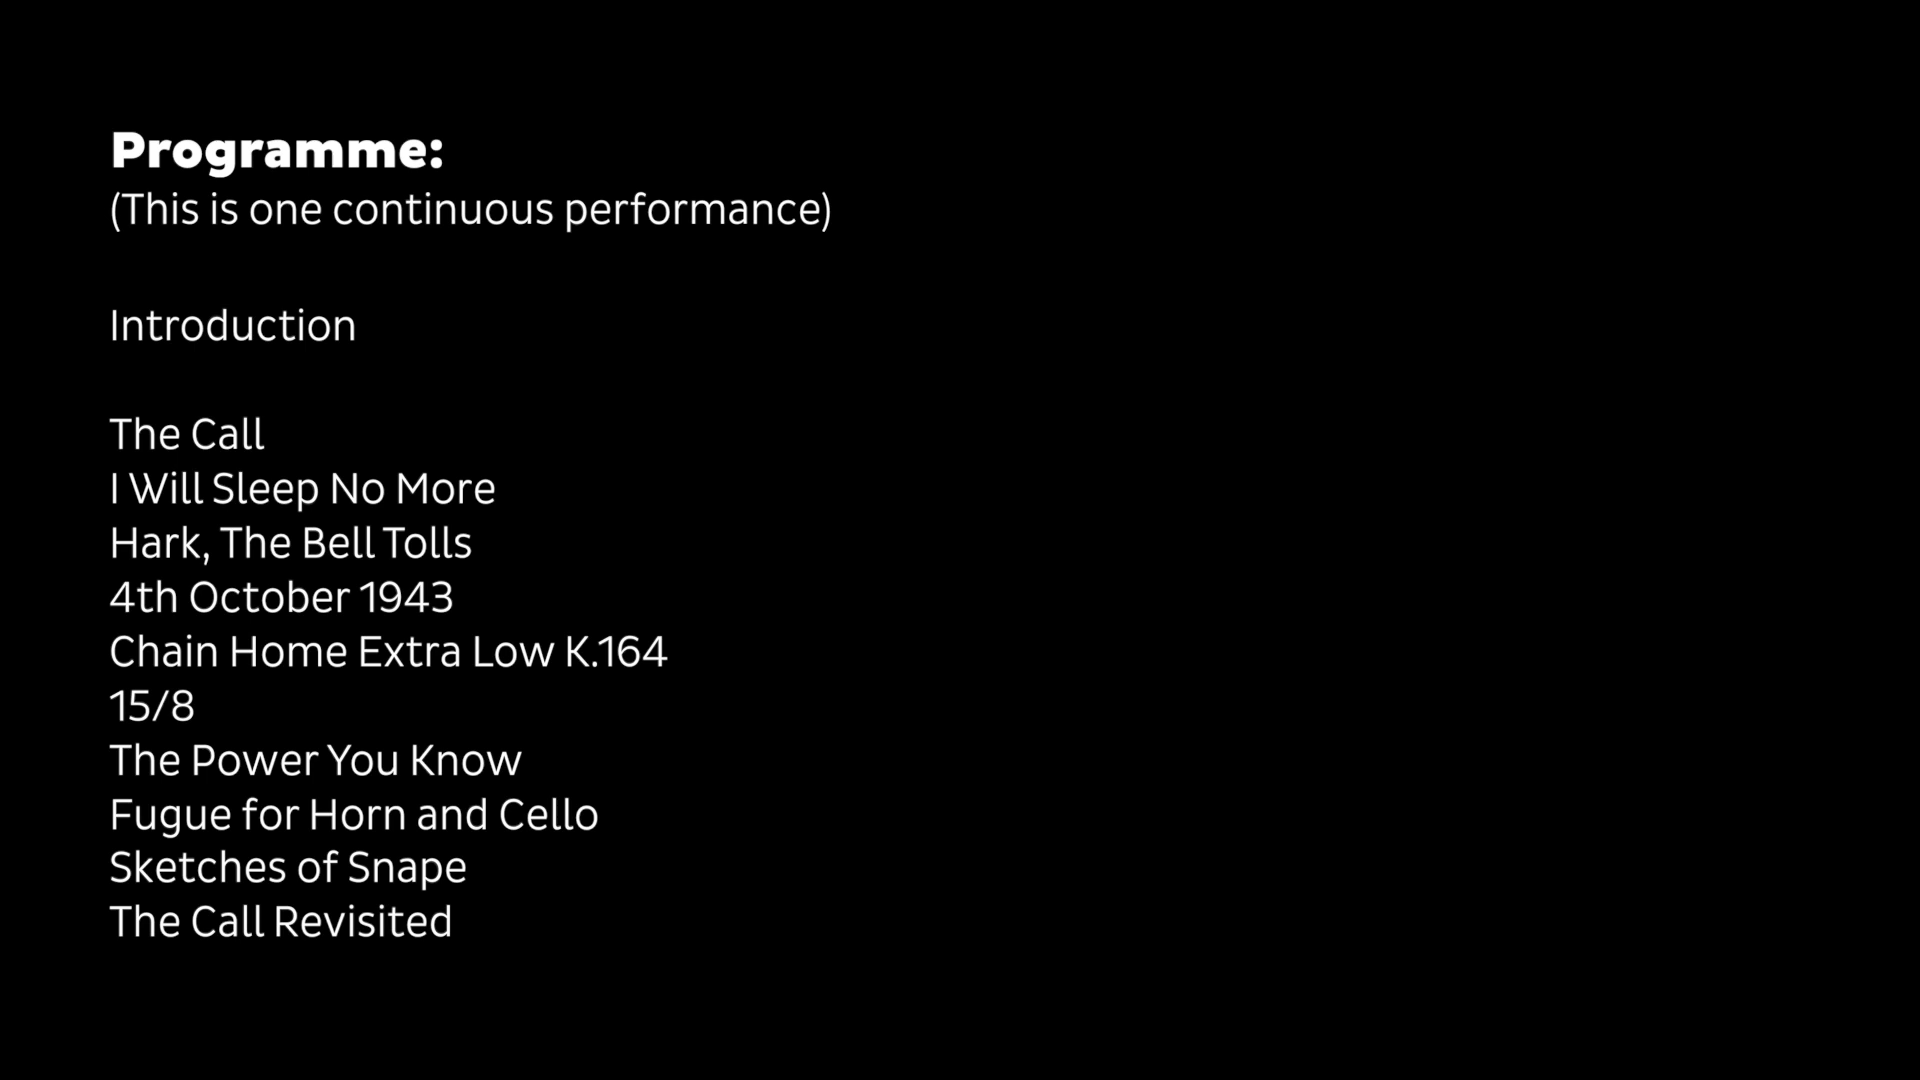 Programme:
(This is one continuous performance)
Introduction
The Call
I Will Sleep No More
Hark, The Bell Tolls
4th October 1943
Chain Home Extra Low K.164
15/8
The Power You Know
Fugue for Horn and Cello
Sketches of Snape
The Call Revisited